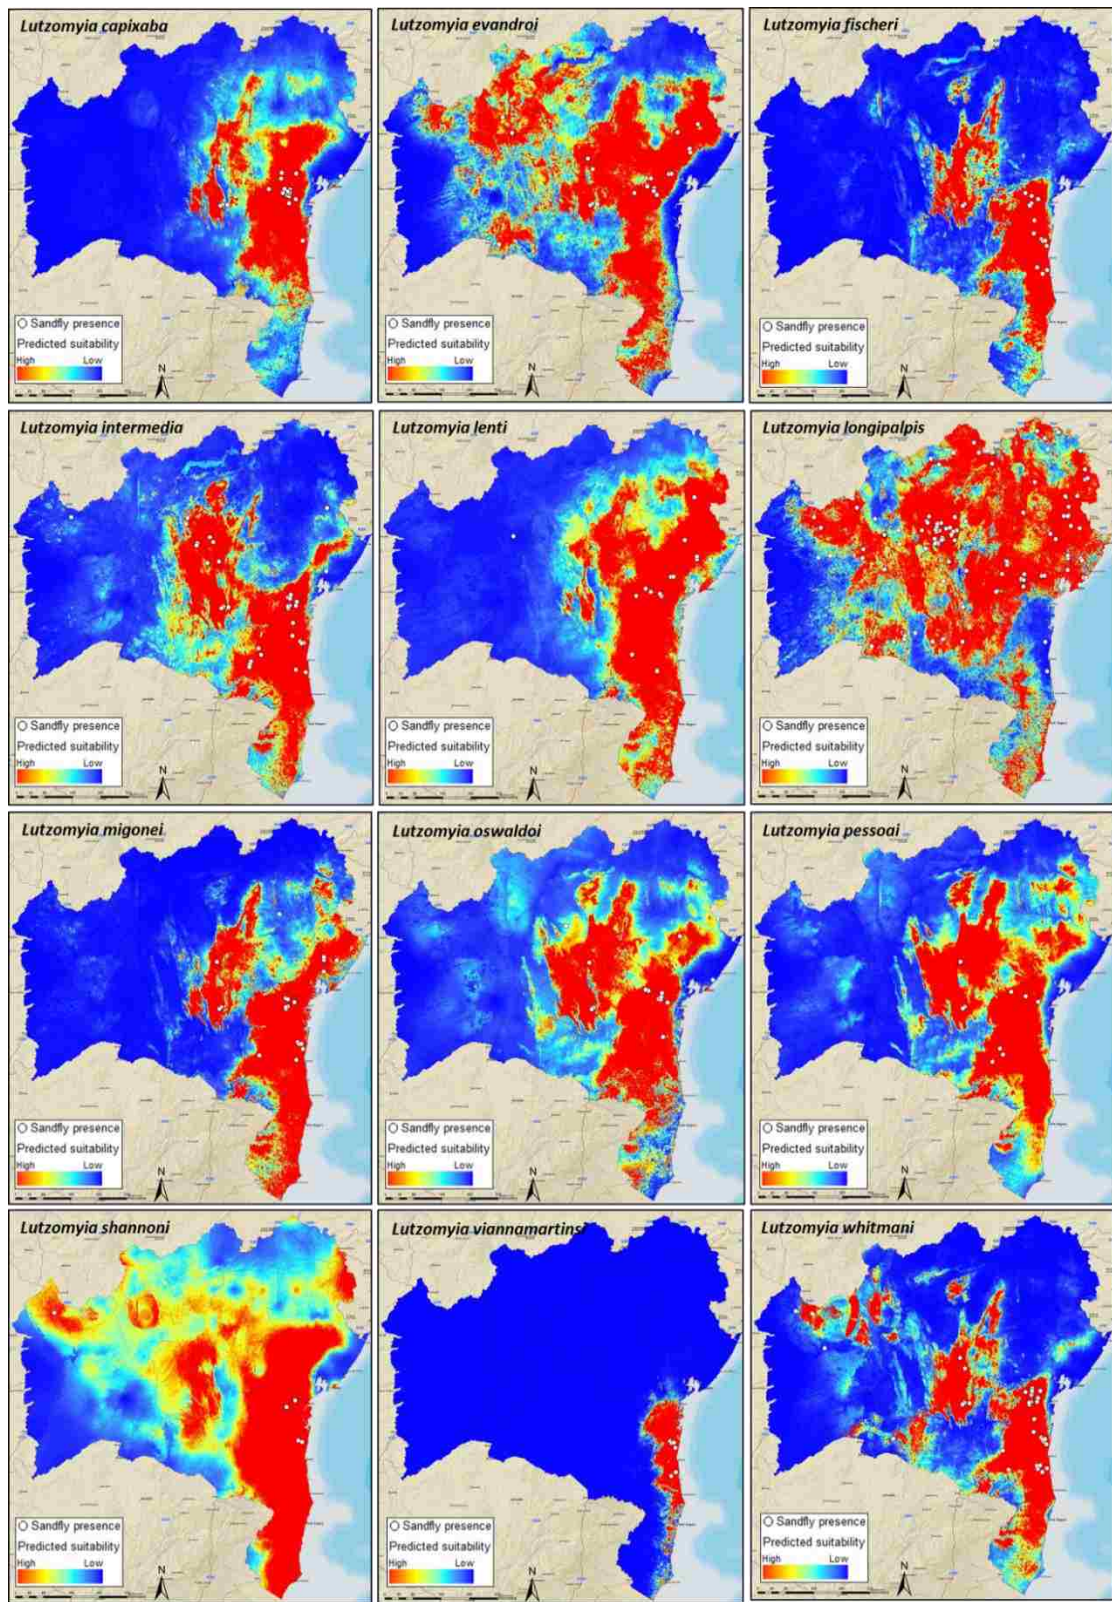 Lutzomyia capixaba
Sandfly presence
Predicted suitability
High Low
N
Lutzomyia evandroi
Sandfly presence
Predicted suitability
High Low
N
Lutzomyia fischeri
Sandfly presence
Predicted suitability
High Low
N
Lutzomyia intermedia
Sandfly presence
Predicted suitability
High Low
N
Lutzomyia lenti
Sandfly presence
Predicted suitability
High Low
N
Lutzomyia longipalpis
Sandfly presence
Predicted suitability
High Low
N
Lutzomyia migonei
Sandfly presence
Predicted suitability
High Low
N
Lutzomyia oswaldoi
Sandfly presence
Predicted suitability
High Low
N
Lutzomyia pessoai
Sandfly presence
Predicted suitability
High Low
N
Lutzomyia shannoni
Sandfly presence
Predicted suitability
High Low
N
Lutzomyia viannamartinsi
Sandfly presence
Predicted suitability
High Low
N
Lutzomyia whitmani
Sandfly presence
Predicted suitability
High Low
N